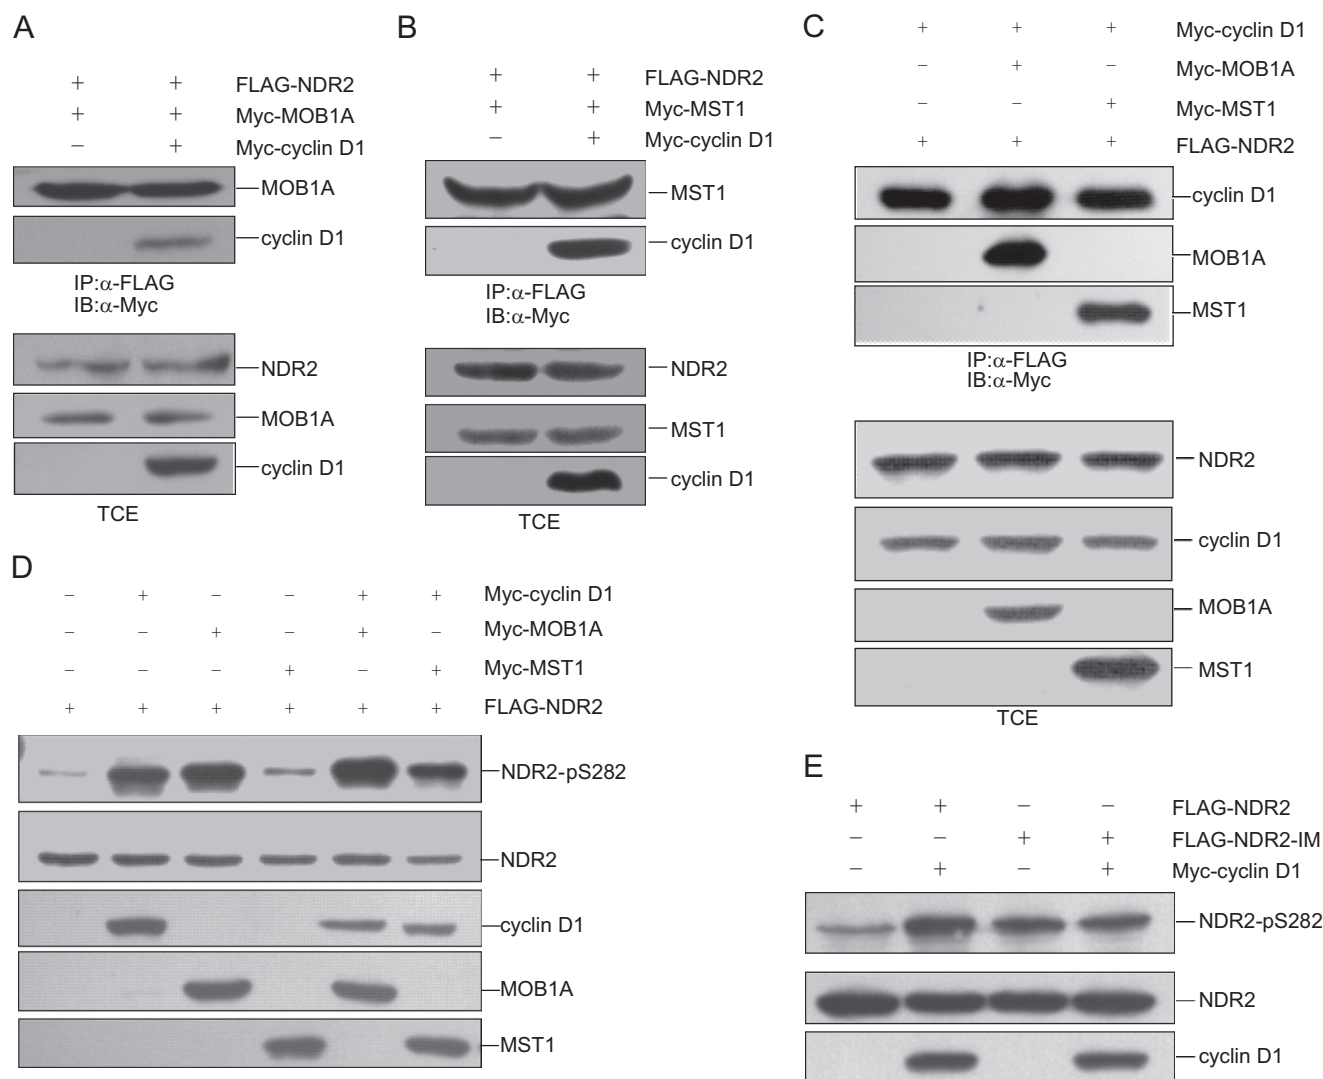 A
+ + FLAG-NDR2
+ + Myc-MOB1A
− + Myc-cyclin D1
MOB1A
cyclin D1
IP:α-FLAG
IB:α-Myc
NDR2
MOB1A
cyclin D1
TCE
B
+ + FLAG-NDR2
+ + Myc-MST1
− + Myc-cyclin D1
MST1
cyclin D1
IP:α-FLAG
IB:α-Myc
NDR2
MST1
cyclin D1
TCE
C
+ + + Myc-cyclin D1
− + − Myc-MOB1A
− − + Myc-MST1
+ + + FLAG-NDR2
cyclin D1
MOB1A
MST1
IP:α-FLAG
IB:α-Myc
NDR2
cyclin D1
MOB1A
MST1
TCE
D
− + − − + + Myc-cyclin D1
− − + − + − Myc-MOB1A
− − − + − + Myc-MST1
+ + + + + + FLAG-NDR2
NDR2-pS282
NDR2
cyclin D1
MOB1A
MST1
E
+ + − − FLAG-NDR2
− − + + FLAG-NDR2-IM
− + − + Myc-cyclin D1
NDR2-pS282
NDR2
cyclin D1